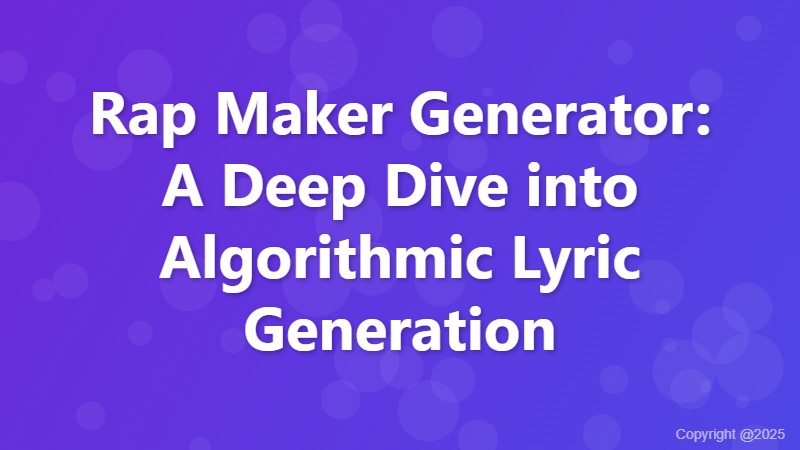 Rap Maker Generator:
A Deep Dive into
Algorithmic Lyric
Generation
Copyright @2025